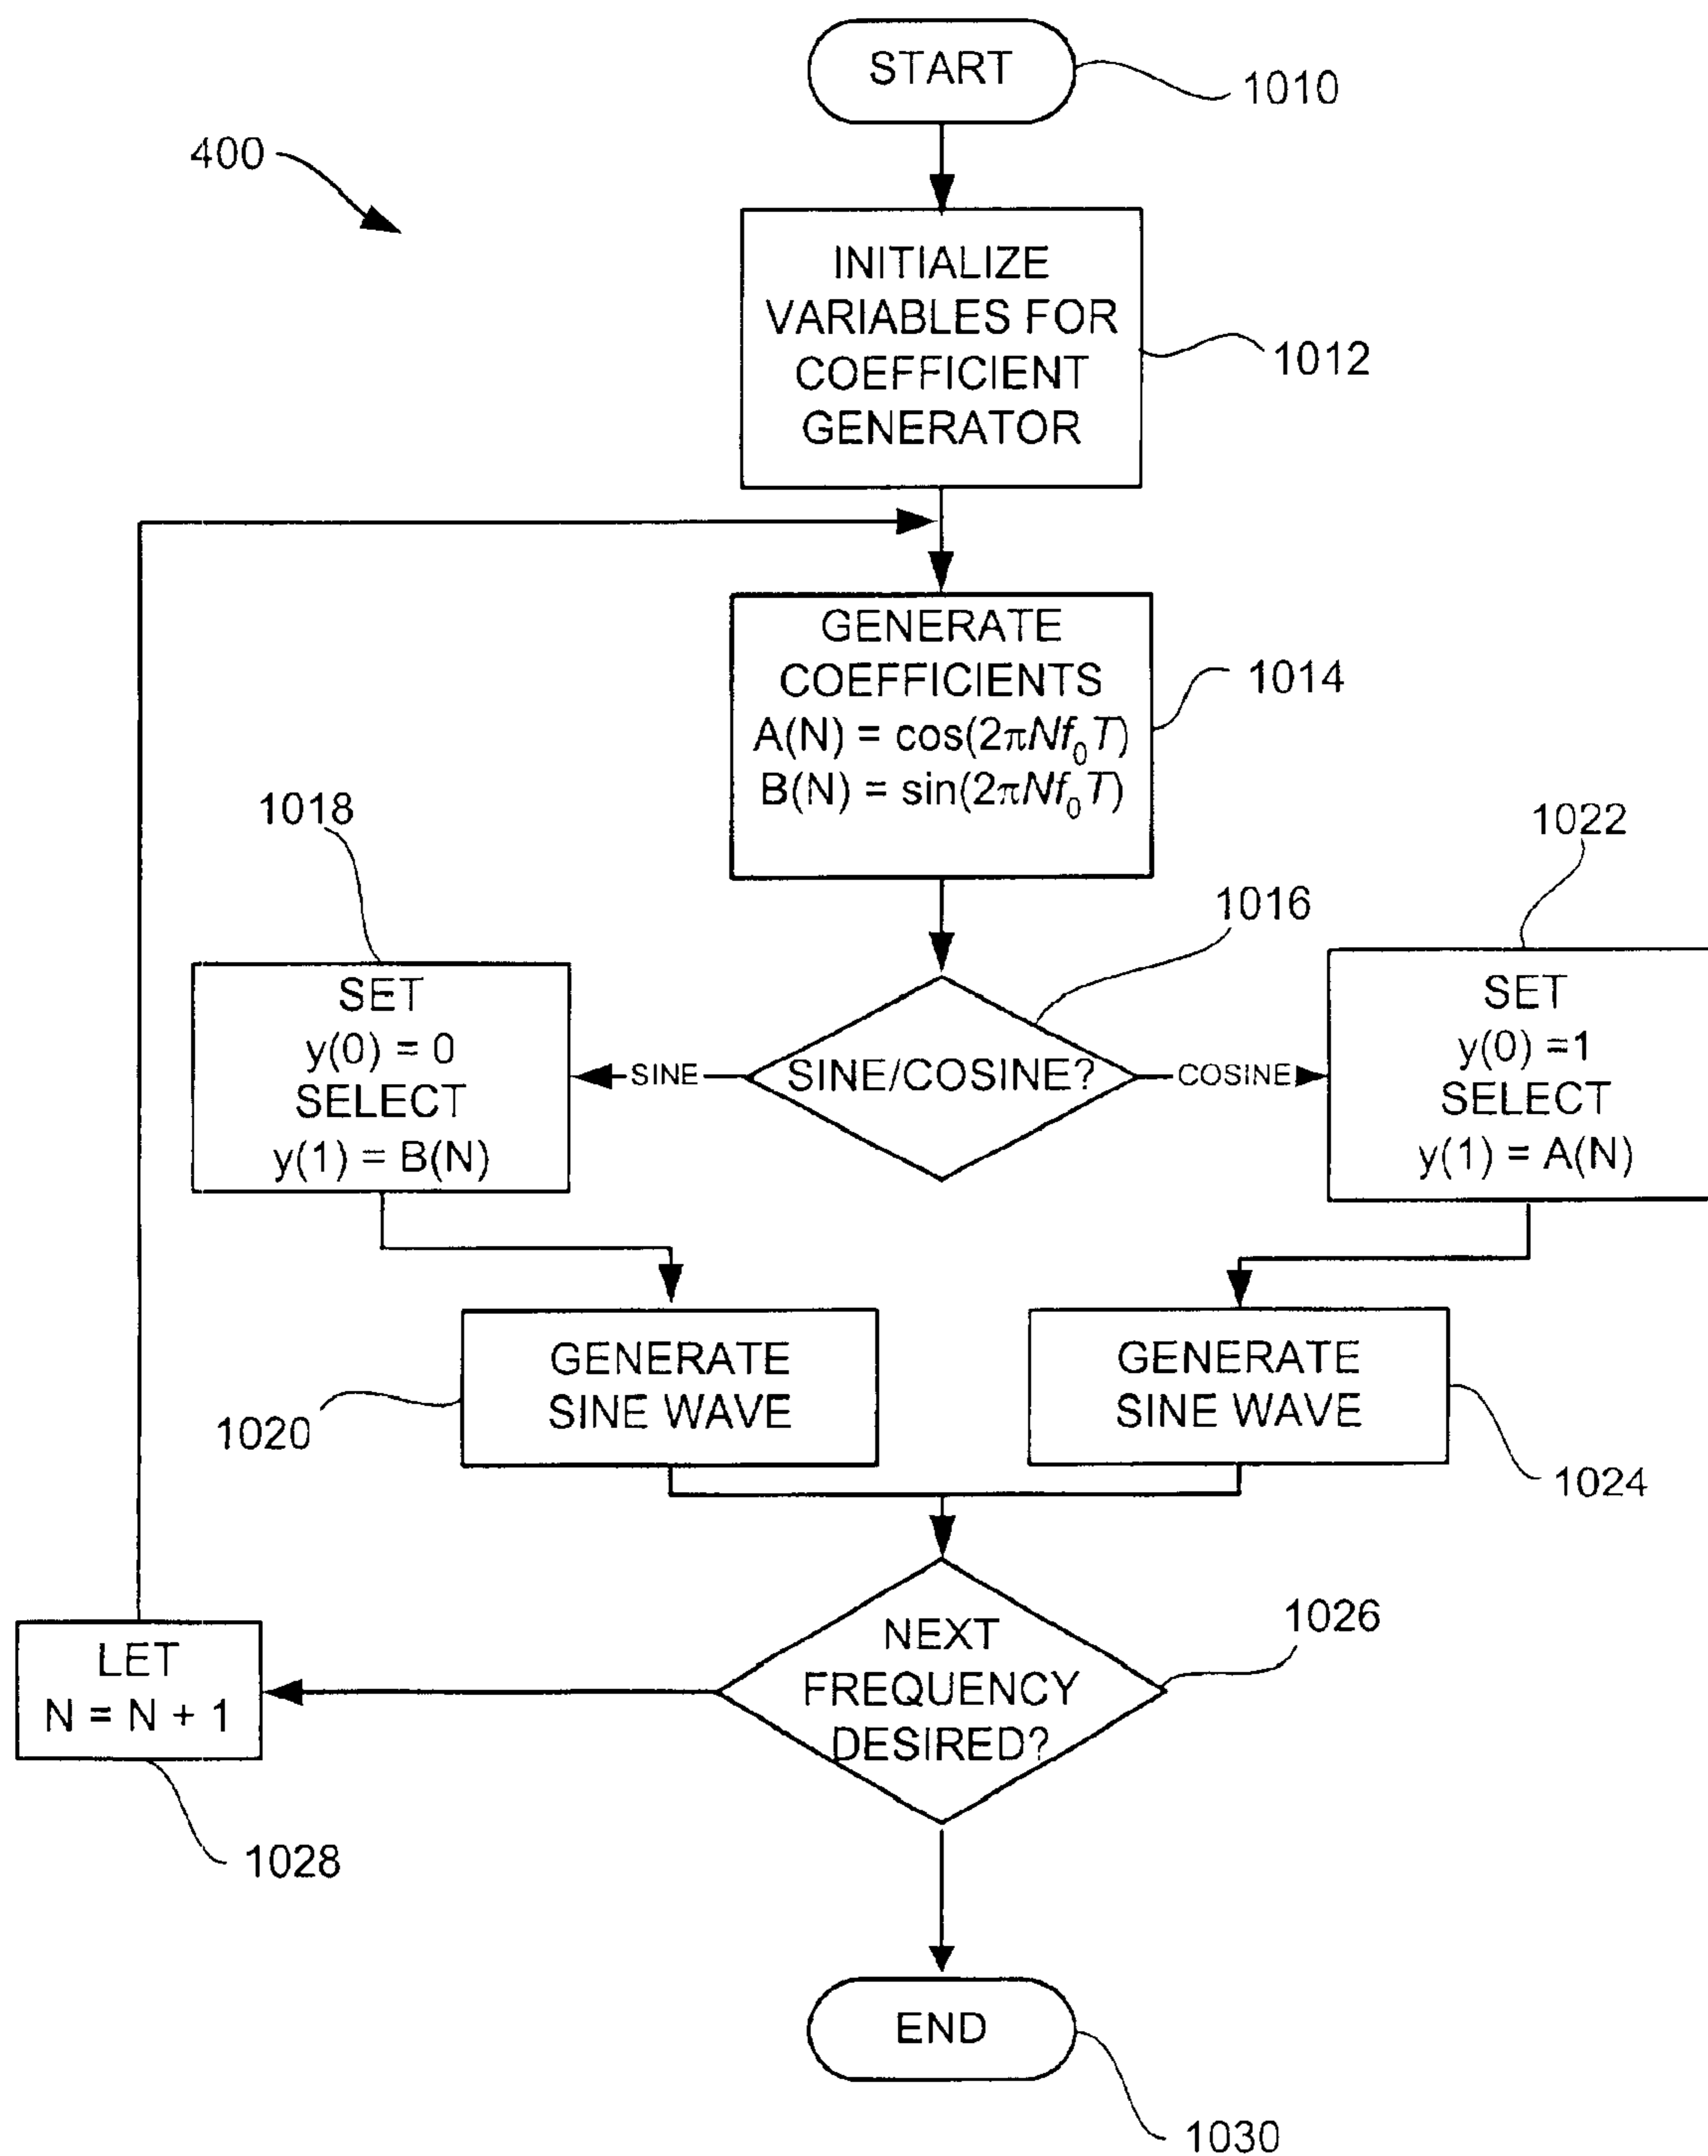 START
1010
400
INITIALIZE
VARIABLES FOR
COEFFICIENT
GENERATOR
1012
GENERATE
COEFFICIENTS
A(N) = cos(2πNf₀T)
B(N) = sin(2πNf₀T)
1014
1018
1022
1016
SET
y(0) = 0
SELECT
y(1) = B(N)
SINE
SINE/COSINE?
COSINE
SET
y(0) =1
SELECT
y(1) = A(N)
GENERATE
SINE WAVE
1020
GENERATE
SINE WAVE
1024
NEXT
FREQUENCY
DESIRED?
1026
LET
N = N + 1
1028
END
1030